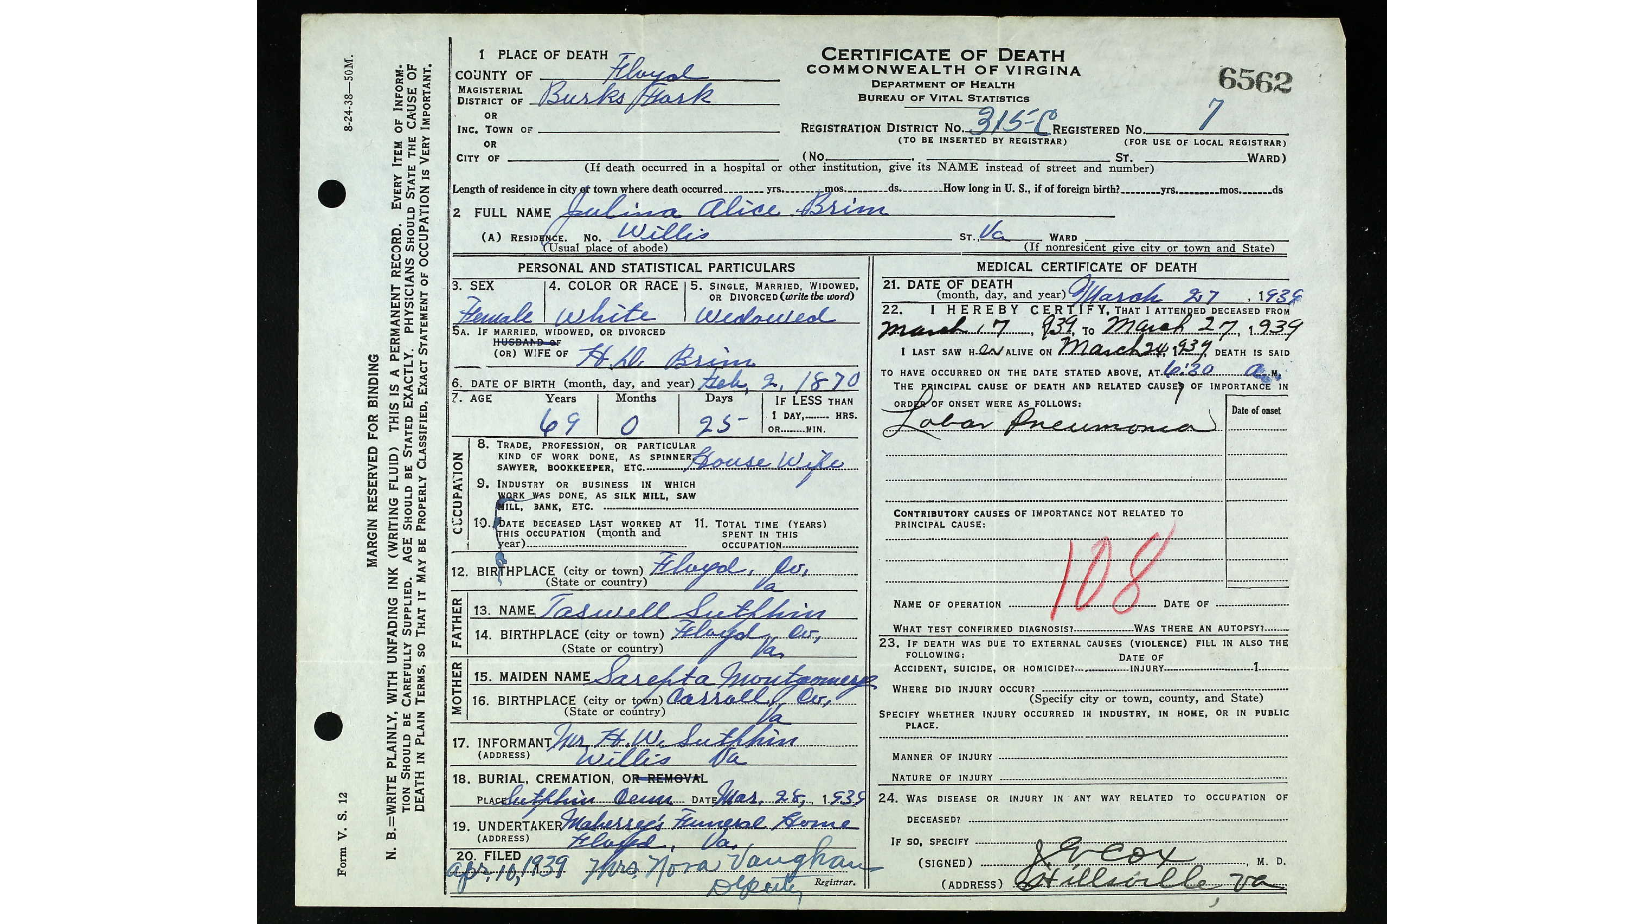 8-24-38—50M.
MARGIN RESERVED FOR BINDING
N. B.—WRITE PLAINLY, WITH UNFADING INK (WRITING FLUID) THIS IS A PERMANENT RECORD. EVERY ITEM OF INFORM-
TION SHOULD BE CAREFULLY SUPPLIED. AGE SHOULD BE STATED EXACTLY. PHYSICIANS SHOULD STATE THE CAUSE OF
DEATH IN PLAIN TERMS, SO THAT IT MAY BE PROPERLY CLASSIFIED, EXACT STATEMENT OF OCCUPATION IS VERY IMPORTANT.
Form V. S. 12
1 PLACE OF DEATH
COUNTY OF Floyd
MAGISTERIAL
DISTRICT OF Burks Fork
OR
INC. TOWN OF
OR
CITY OF
CERTIFICATE OF DEATH
COMMONWEALTH OF VIRGINIA
DEPARTMENT OF HEALTH
BUREAU OF VITAL STATISTICS
6562
REGISTRATION DISTRICT No. 315-C REGISTERED No. 7
(TO BE INSERTED BY REGISTRAR) (FOR USE OF LOCAL REGISTRAR)
(No. ST. WARD)
(If death occurred in a hospital or other institution, give its NAME instead of street and number)
Length of residence in city or town where death occurred yrs. mos. ds. How long in U. S., if of foreign birth? yrs. mos. ds
2 FULL NAME Julina Alice Brim
(A) RESIDENCE. No. Willis ST. Va WARD
(Usual place of abode) (If nonresident give city or town and State)
PERSONAL AND STATISTICAL PARTICULARS
3. SEX 4. COLOR OR RACE 5. SINGLE, MARRIED, WIDOWED,
OR DIVORCED (write the word)
Female White Widowed
5A. IF MARRIED, WIDOWED, OR DIVORCED
HUSBAND OF
(OR) WIFE OF H. D. Brim
6. DATE OF BIRTH (month, day, and year) Feb, 2, 1870
7. AGE Years Months Days IF LESS THAN
1 DAY, HRS.
OR MIN.
69 0 25
OCCUPATION
8. TRADE, PROFESSION, OR PARTICULAR
KIND OF WORK DONE, AS SPINNER,
SAWYER, BOOKKEEPER, ETC. House Wife
9. INDUSTRY OR BUSINESS IN WHICH
WORK WAS DONE, AS SILK MILL, SAW
MILL, BANK, ETC.
10. DATE DECEASED LAST WORKED AT 11. TOTAL TIME (YEARS)
THIS OCCUPATION (month and SPENT IN THIS
year) OCCUPATION
12. BIRTHPLACE (city or town) Floyd, Co,
(State or country) Va
FATHER
13. NAME Taswell Sutphin
14. BIRTHPLACE (city or town) Floyd, Co,
(State or country) Va.
MOTHER
15. MAIDEN NAME Sarepta Montgomery
16. BIRTHPLACE (city or town) Carroll, Co,
(State or country) Va
17. INFORMANT Mr H. W. Sutphin
(ADDRESS) Willis Va
18. BURIAL, CREMATION, OR REMOVAL
PLACE Sutphin Cem DATE Mar. 28, 1939
19. UNDERTAKER Maberry's Funeral Home
(ADDRESS) Floyd, Va.
20. FILED
Apr. 10, 1939 Mrs. Nora Vaughan
Deputy Registrar.
MEDICAL CERTIFICATE OF DEATH
21. DATE OF DEATH
(month, day, and year) March 27, 1939
22. I HEREBY CERTIFY, THAT I ATTENDED DECEASED FROM
March 17, 1939, TO March 27, 1939
I LAST SAW HER ALIVE ON March 24, 1939, DEATH IS SAID
TO HAVE OCCURRED ON THE DATE STATED ABOVE, AT 6:30 a.M.
THE PRINCIPAL CAUSE OF DEATH AND RELATED CAUSES OF IMPORTANCE IN
ORDER OF ONSET WERE AS FOLLOWS:
Date of onset
Lobar Pneumonia
CONTRIBUTORY CAUSES OF IMPORTANCE NOT RELATED TO
PRINCIPAL CAUSE:
108
NAME OF OPERATION DATE OF
WHAT TEST CONFIRMED DIAGNOSIS? WAS THERE AN AUTOPSY?
23. IF DEATH WAS DUE TO EXTERNAL CAUSES (VIOLENCE) FILL IN ALSO THE
FOLLOWING:
DATE OF
ACCIDENT, SUICIDE, OR HOMICIDE? INJURY 1
WHERE DID INJURY OCCUR?
(Specify city or town, county, and State)
SPECIFY WHETHER INJURY OCCURRED IN INDUSTRY, IN HOME, OR IN PUBLIC
PLACE.
MANNER OF INJURY
NATURE OF INJURY
24. WAS DISEASE OR INJURY IN ANY WAY RELATED TO OCCUPATION OF
DECEASED?
IF SO, SPECIFY
(SIGNED) Cox, M. D.
(ADDRESS) Hillsville, Va